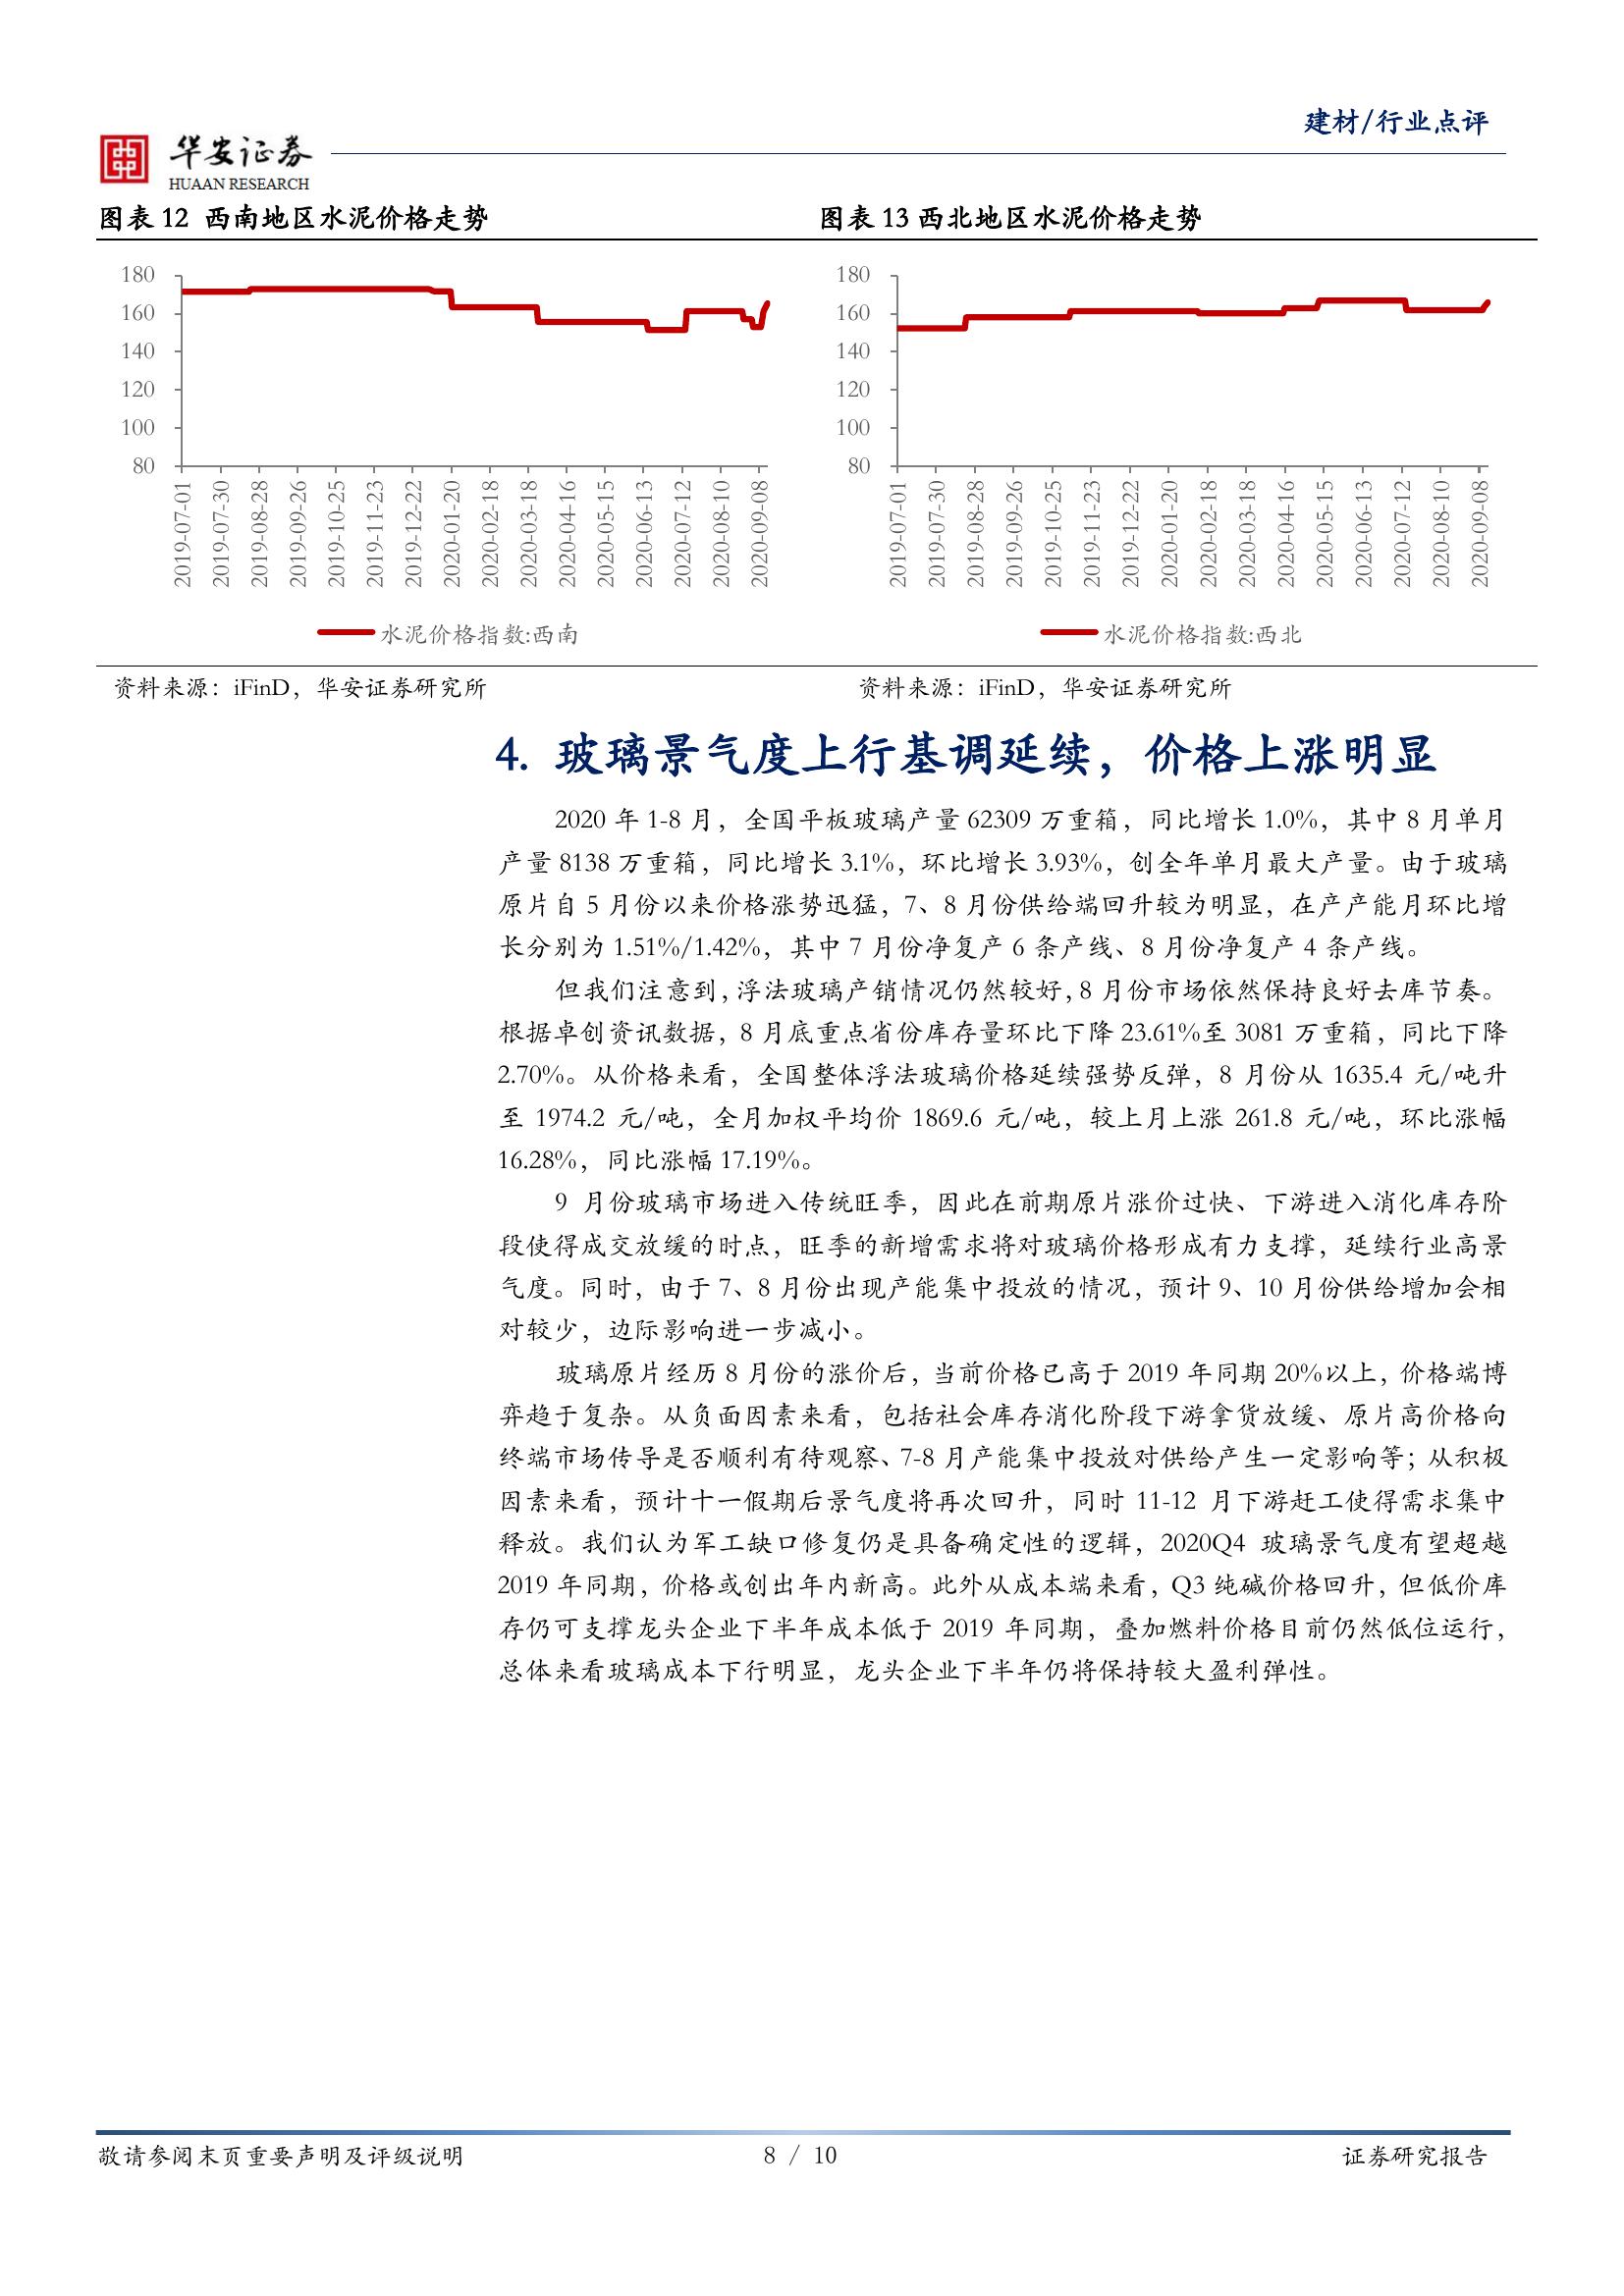 建材/行业点评
华安证券
HUAAN RESEARCH
图表 12 西南地区水泥价格走势
180
160
140
120
100
80
2019-07-01
2019-07-30
2019-08-28
2019-09-26
2019-10-25
2019-11-23
2019-12-22
2020-01-20
2020-02-18
2020-03-18
2020-04-16
2020-05-15
2020-06-13
2020-07-12
2020-08-10
2020-09-08
水泥价格指数:西南
资料来源：iFinD，华安证券研究所
图表 13 西北地区水泥价格走势
180
160
140
120
100
80
2019-07-01
2019-07-30
2019-08-28
2019-09-26
2019-10-25
2019-11-23
2019-12-22
2020-01-20
2020-02-18
2020-03-18
2020-04-16
2020-05-15
2020-06-13
2020-07-12
2020-08-10
2020-09-08
水泥价格指数:西北
资料来源：iFinD，华安证券研究所
4. 玻璃景气度上行基调延续，价格上涨明显
2020 年 1-8 月，全国平板玻璃产量 62309 万重箱，同比增长 1.0%，其中 8 月单月
产量 8138 万重箱，同比增长 3.1%，环比增长 3.93%，创全年单月最大产量。由于玻璃
原片自 5 月份以来价格涨势迅猛，7、8 月份供给端回升较为明显，在产产能月环比增
长分别为 1.51%/1.42%，其中 7 月份净复产 6 条产线、8 月份净复产 4 条产线。
但我们注意到，浮法玻璃产销情况仍然较好，8 月份市场依然保持良好去库节奏。
根据卓创资讯数据，8 月底重点省份库存量环比下降 23.61%至 3081 万重箱，同比下降
2.70%。从价格来看，全国整体浮法玻璃价格延续强势反弹，8 月份从 1635.4 元/吨升
至 1974.2 元/吨，全月加权平均价 1869.6 元/吨，较上月上涨 261.8 元/吨，环比涨幅
16.28%，同比涨幅 17.19%。
9 月份玻璃市场进入传统旺季，因此在前期原片涨价过快、下游进入消化库存阶
段使得成交放缓的时点，旺季的新增需求将对玻璃价格形成有力支撑，延续行业高景
气度。同时，由于 7、8 月份出现产能集中投放的情况，预计 9、10 月份供给增加会相
对较少，边际影响进一步减小。
玻璃原片经历 8 月份的涨价后，当前价格已高于 2019 年同期 20%以上，价格端博
弈趋于复杂。从负面因素来看，包括社会库存消化阶段下游拿货放缓、原片高价格向
终端市场传导是否顺利有待观察、7-8 月产能集中投放对供给产生一定影响等；从积极
因素来看，预计十一假期后景气度将再次回升，同时 11-12 月下游赶工使得需求集中
释放。我们认为军工缺口修复仍是具备确定性的逻辑，2020Q4 玻璃景气度有望超越
2019 年同期，价格或创出年内新高。此外从成本端来看，Q3 纯碱价格回升，但低价库
存仍可支撑龙头企业下半年成本低于 2019 年同期，叠加燃料价格目前仍然低位运行，
总体来看玻璃成本下行明显，龙头企业下半年仍将保持较大盈利弹性。
敬请参阅末页重要声明及评级说明
8 / 10
证券研究报告